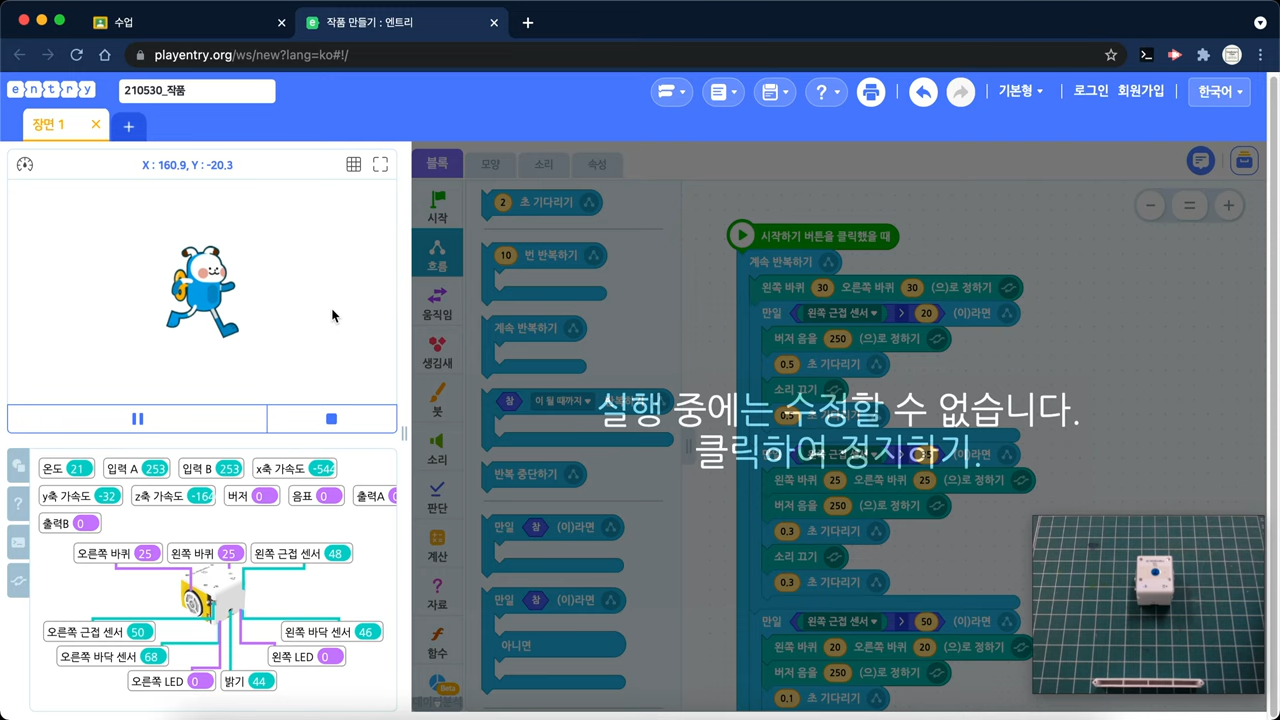 수업
작품 만들기 : 엔트리
playentry.org/ws/new?lang=ko#!/
entry
210530_작품
?
기본형
로그인 회원가입
한국어
장면 1
X : 160.9, Y : -20.3
블록 모양 소리 속성
시작
흐름
움직임
생김새
붓
소리
판단
계산
자료
함수
Beta
데이터분석
2 초 기다리기
10 번 반복하기
계속 반복하기
참 이 될 때까지
반복 중단하기
만일 참 (이)라면
만일 참 (이)라면
아니면
시작하기 버튼을 클릭했을 때
계속 반복하기
왼쪽 바퀴 30 오른쪽 바퀴 30 (으)로 정하기
만일 왼쪽 근접 센서 > 20 (이)라면
버저 음을 250 (으)로 정하기
0.5 초 기다리기
소리 끄기
실행 중에는 수정할 수 없습니다.
클릭하여 정지하기.
왼쪽 바퀴 25 오른쪽 바퀴 25 (으)로 정하기
버저 음을 250 (으)로 정하기
0.3 초 기다리기
소리 끄기
0.3 초 기다리기
만일 왼쪽 근접 센서 > 50 (이)라면
왼쪽 바퀴 20 오른쪽 바퀴 20 (으)로 정하기
버저 음을 250 (으)로 정하기
0.1 초 기다리기
온도 21 입력 A 253 입력 B 253 x축 가속도 -544
y축 가속도 -32 z축 가속도 -164 버저 0 음표 0 출력A
출력B 0
오른쪽 바퀴 25 왼쪽 바퀴 25 왼쪽 근접 센서 48
오른쪽 근접 센서 50 왼쪽 바닥 센서 46
오른쪽 바닥 센서 68 왼쪽 LED 0
오른쪽 LED 0 밝기 44